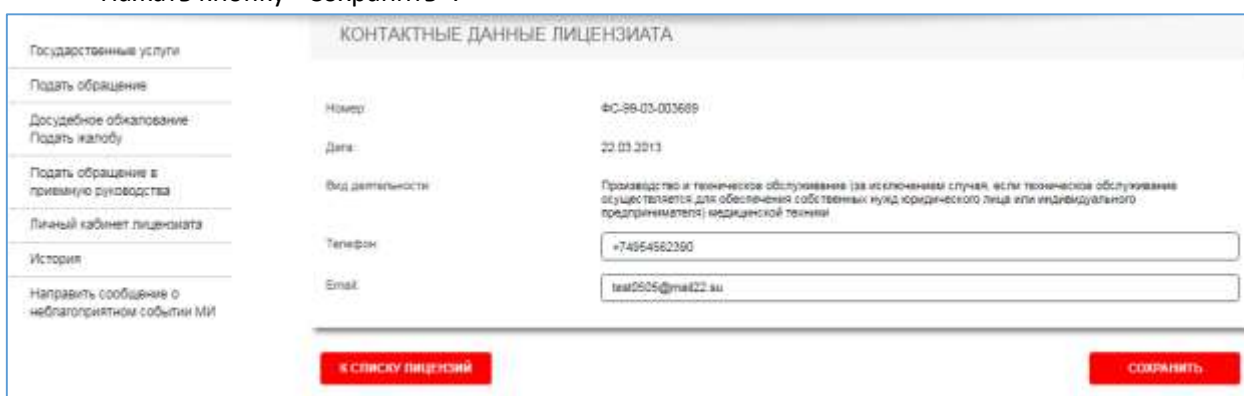 Нажать кнопку "Сохранить".
КОНТАКТНЫЕ ДАННЫЕ ЛИЦЕНЗИАТА
Государственные услуги
Подать обращение
Досудебное обжалование
Подать жалобу
Подать обращение в
приемную руководства
Личный кабинет лицензиата
История
Направить сообщение о
неблагоприятном событии МИ
Номер:
ФС-99-03-003689
Дата:
22.03.2013
Вид деятельности:
Производство и техническое обслуживание (за исключением случая, если техническое обслуживание
осуществляется для обеспечения собственных нужд юридического лица или индивидуального
предпринимателя) медицинской техники
Телефон:
+74954562390
Email:
test0505@mail22.su
К СПИСКУ ЛИЦЕНЗИЙ
СОХРАНИТЬ